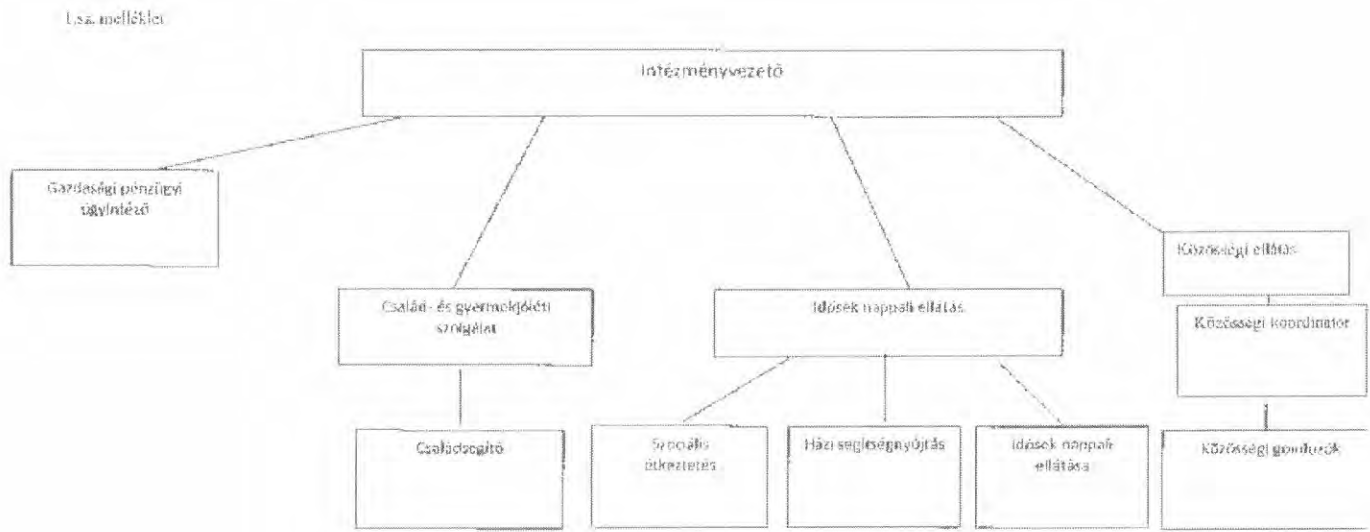 1.sz. melléklet
Intézményvezető
Gazdasági pénzügyi
ügyintéző
Közösségi ellátás
Család- és gyermekjóléti
szolgálat
Idősek nappali ellátás
Közösségi koordinátor
Családsegítő
Szociális
étkeztetés
Házi segítségnyújtás
Idősek nappali
ellátása
Közösségi gondozók